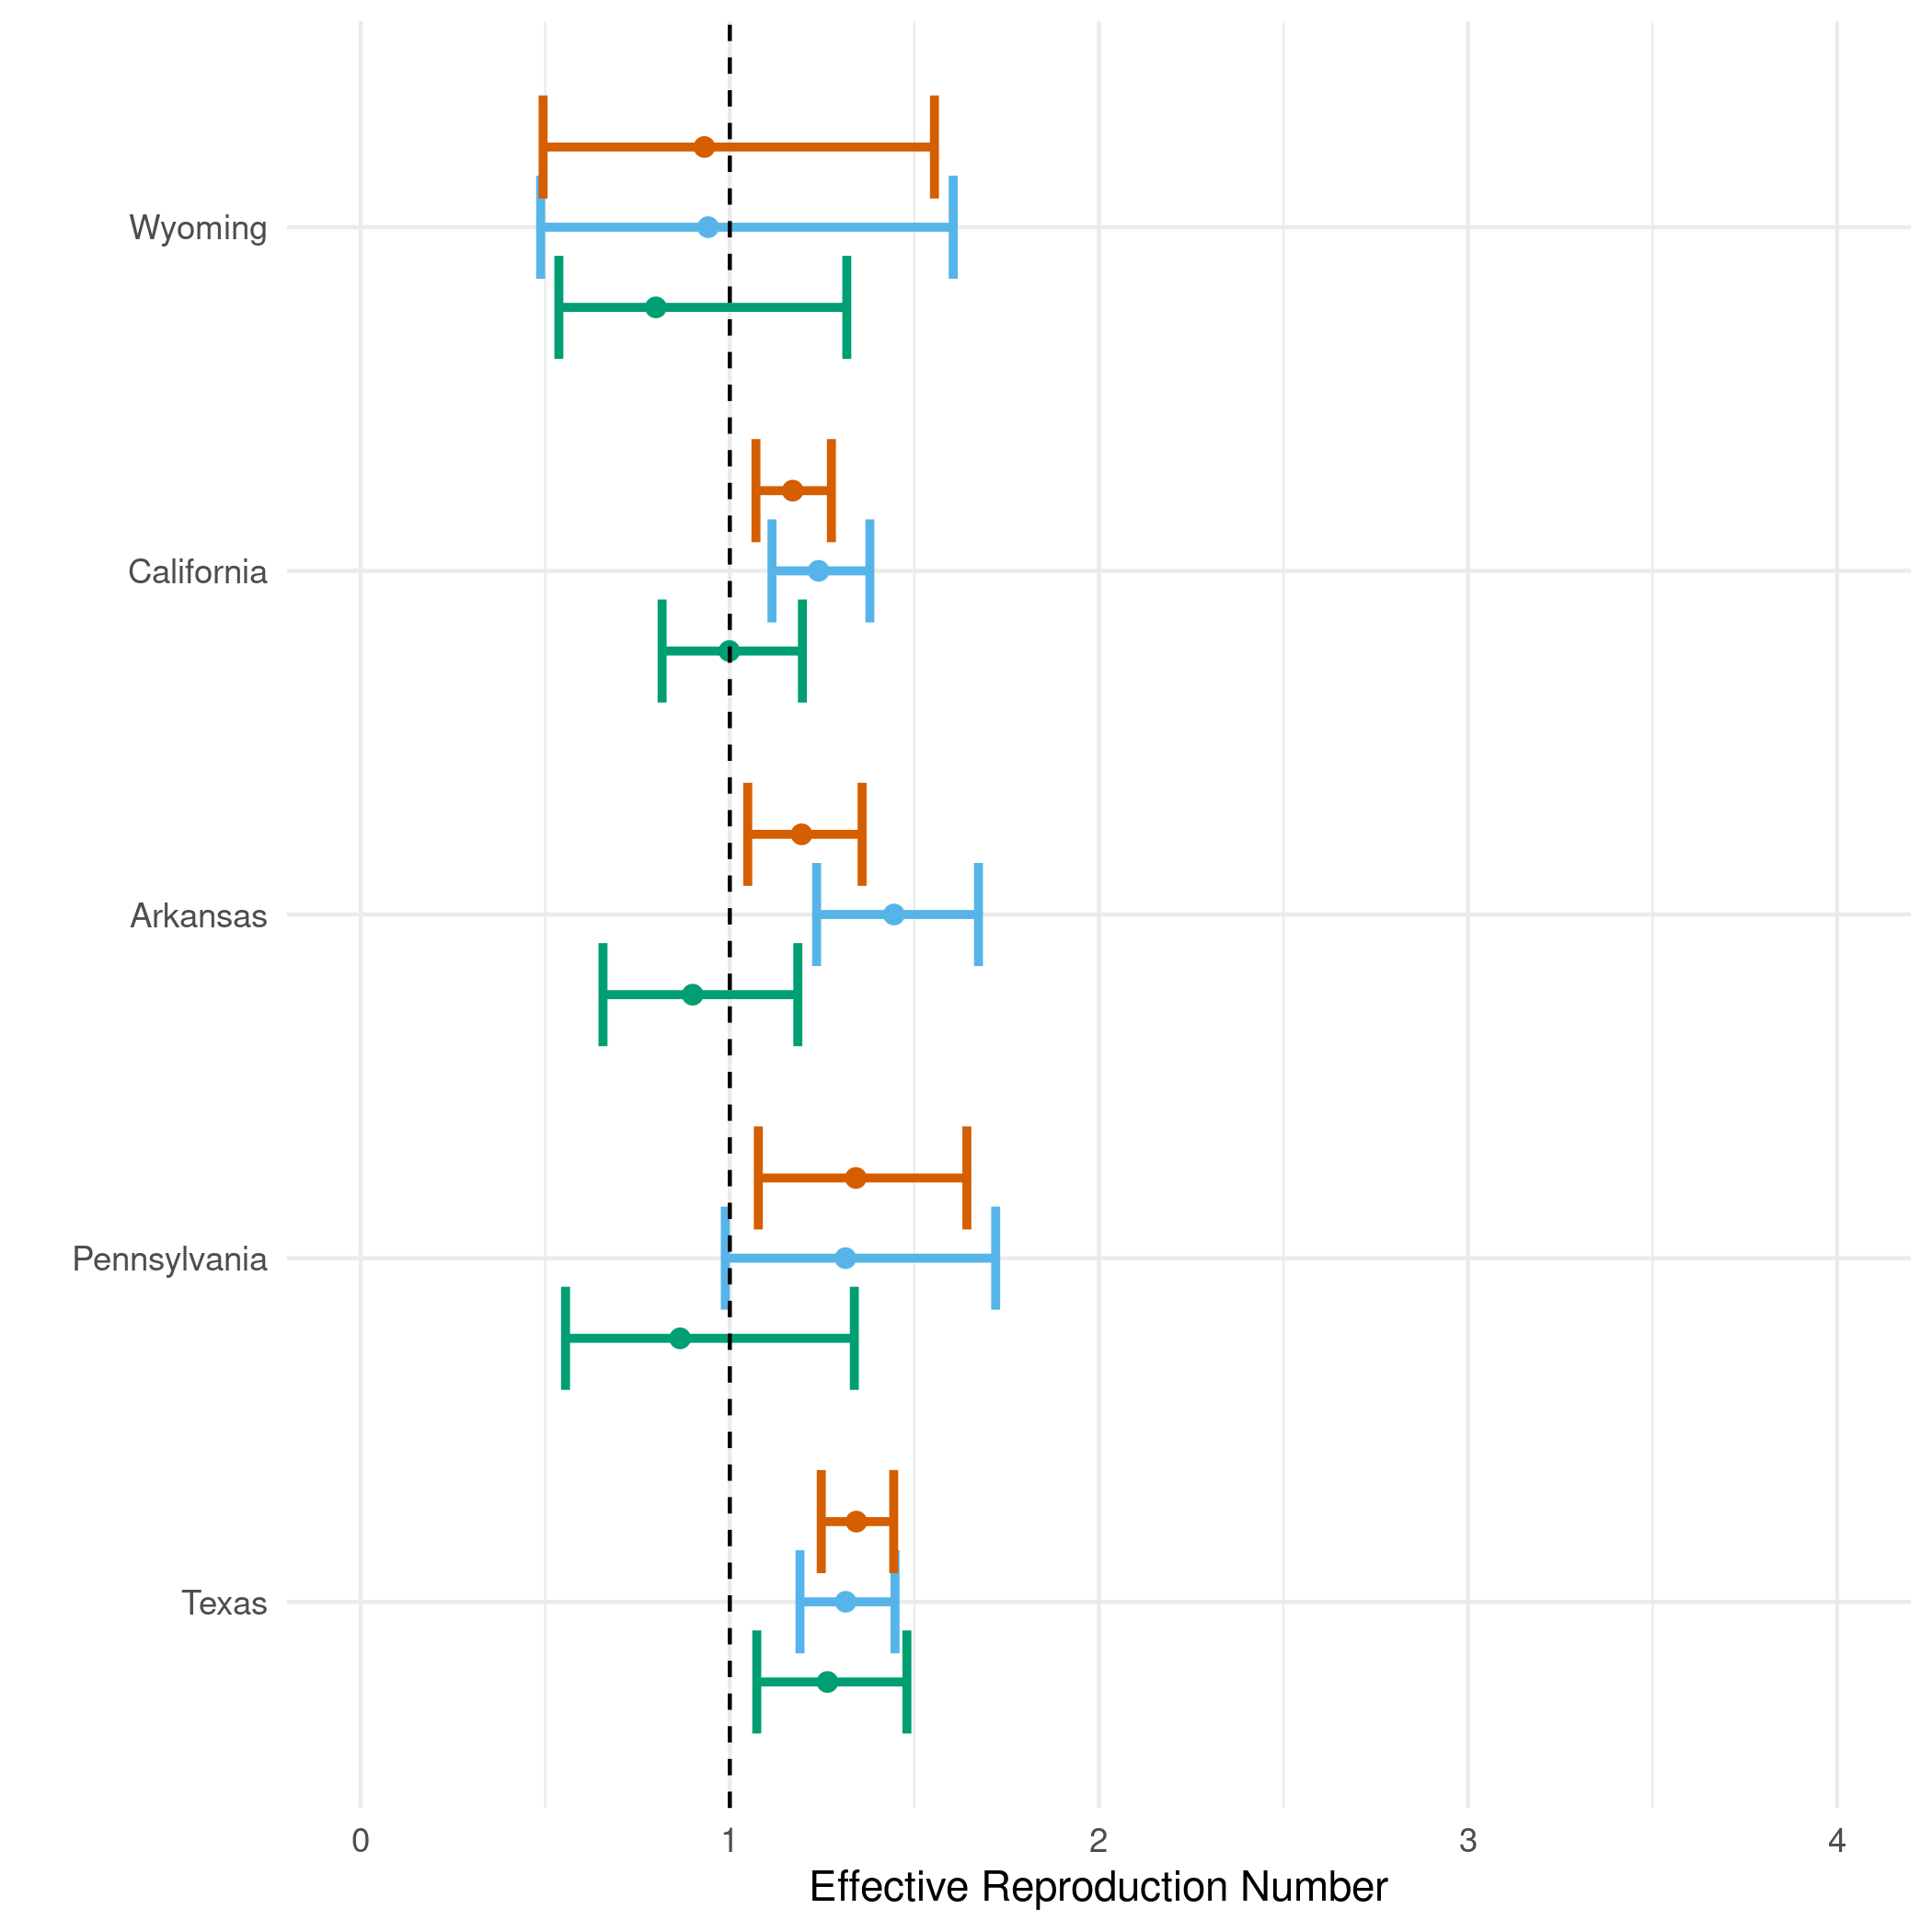 Wyoming
California
Arkansas
Pennsylvania
Texas
0 1 2 3 4
Effective Reproduction Number